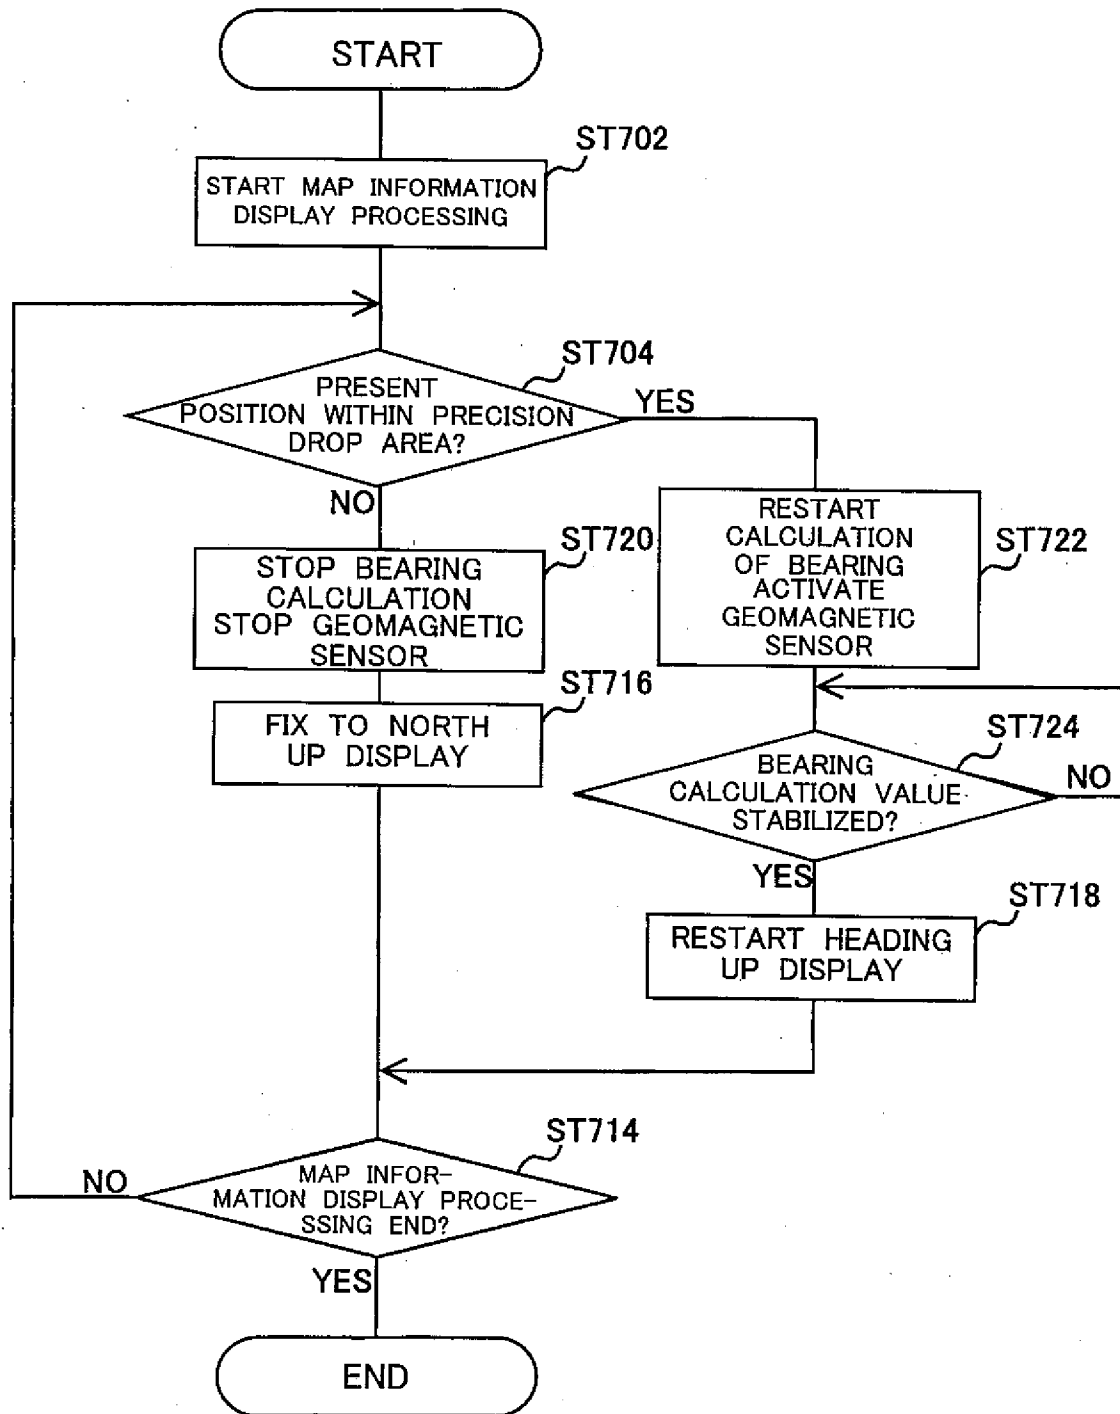 START
ST702
START MAP INFORMATION
DISPLAY PROCESSING
ST704
PRESENT
POSITION WITHIN PRECISION
DROP AREA?
YES
NO
ST720
STOP BEARING
CALCULATION
STOP GEOMAGNETIC
SENSOR
RESTART
CALCULATION
OF BEARING
ACTIVATE
GEOMAGNETIC
SENSOR
ST722
ST716
FIX TO NORTH
UP DISPLAY
ST724
BEARING
CALCULATION VALUE
STABILIZED?
NO
YES
ST718
RESTART HEADING
UP DISPLAY
ST714
MAP INFOR-
MATION DISPLAY PROCE-
SSING END?
NO
YES
END